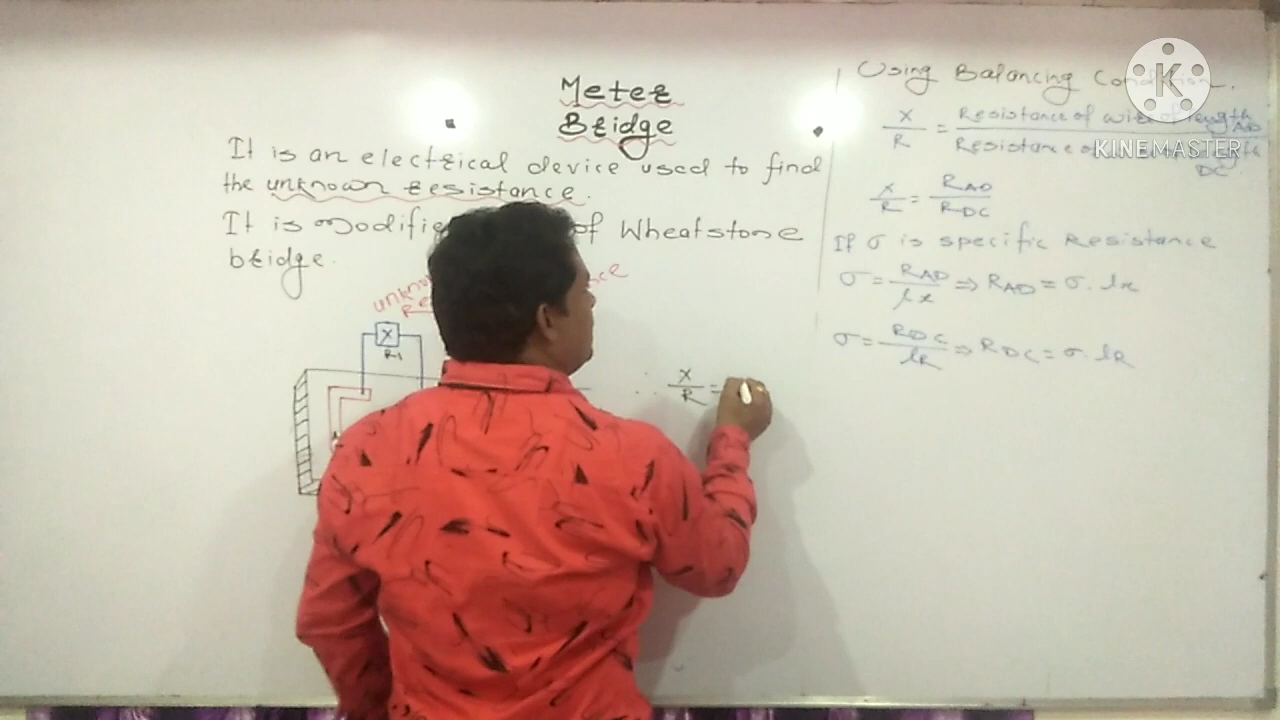 Meter
Bridge
It is an electrical device used to find
the unknown resistance.
It is of Wheatstone
bridge.
X
R1
∴ X/R =
Using Balancing Condition.
X/R = Resistance of wire of length AD / Resistance of DC
X/R = RAD/RDC
If σ is specific Resistance
σ = RAD/lx ⇒ RAD = σ. lx
σ = RDC/lR ⇒ RDC = σ. lR
K
KINEMASTER